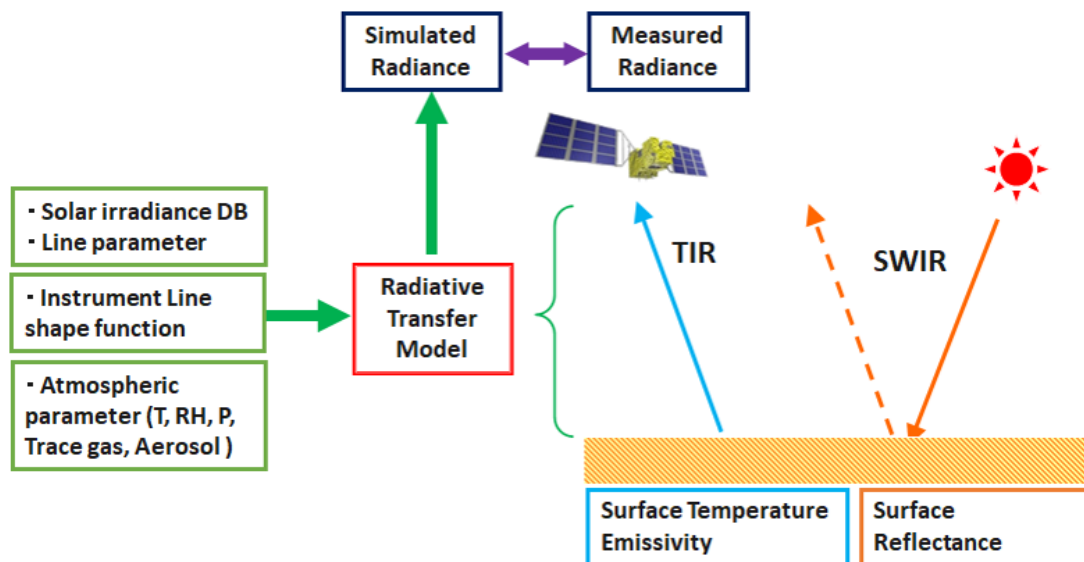 Simulated
Radiance
Measured
Radiance
- Solar irradiance DB
- Line parameter
- Instrument Line
shape function
- Atmospheric
parameter (T, RH, P,
Trace gas, Aerosol )
Radiative
Transfer
Model
TIR
SWIR
Surface Temperature
Emissivity
Surface
Reflectance